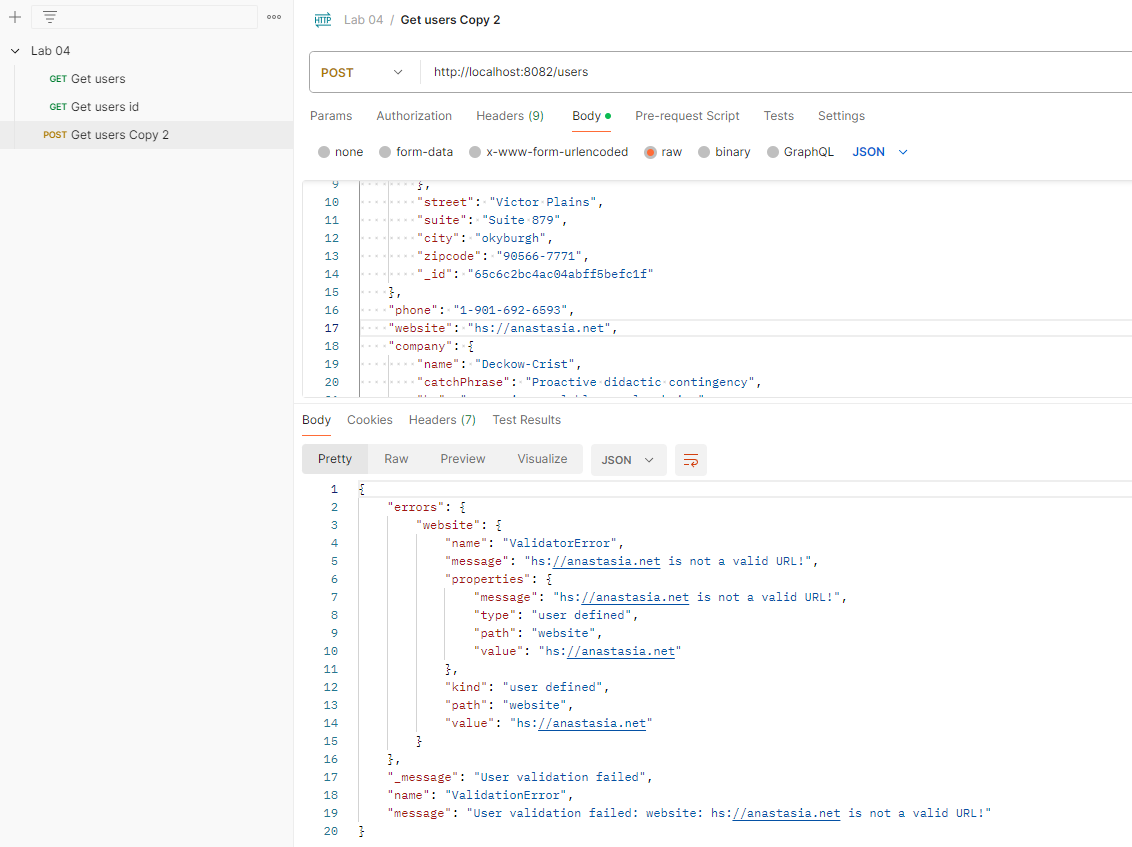 Lab 04 / Get users Copy 2
Lab 04
GET Get users
GET Get users id
POST Get users Copy 2
HTTP
POST http://localhost:8082/users
Params Authorization Headers (9) Body Pre-request Script Tests Settings
none form-data x-www-form-urlencoded raw binary GraphQL JSON
9 },
10 "street": "Victor Plains",
11 "suite": "Suite 879",
12 "city": "okyburgh",
13 "zipcode": "90566-7771",
14 "_id": "65c6c2bc4ac04abff5befc1f"
15 },
16 "phone": "1-901-692-6593",
17 "website": "hs://anastasia.net",
18 "company": {
19 "name": "Deckow-Crist",
20 "catchPhrase": "Proactive didactic contingency",
Body Cookies Headers (7) Test Results
Pretty Raw Preview Visualize JSON
1 {
2 "errors": {
3 "website": {
4 "name": "ValidatorError",
5 "message": "hs://anastasia.net is not a valid URL!",
6 "properties": {
7 "message": "hs://anastasia.net is not a valid URL!",
8 "type": "user defined",
9 "path": "website",
10 "value": "hs://anastasia.net"
11 },
12 "kind": "user defined",
13 "path": "website",
14 "value": "hs://anastasia.net"
15 }
16 },
17 "_message": "User validation failed",
18 "name": "ValidationError",
19 "message": "User validation failed: website: hs://anastasia.net is not a valid URL!"
20 }